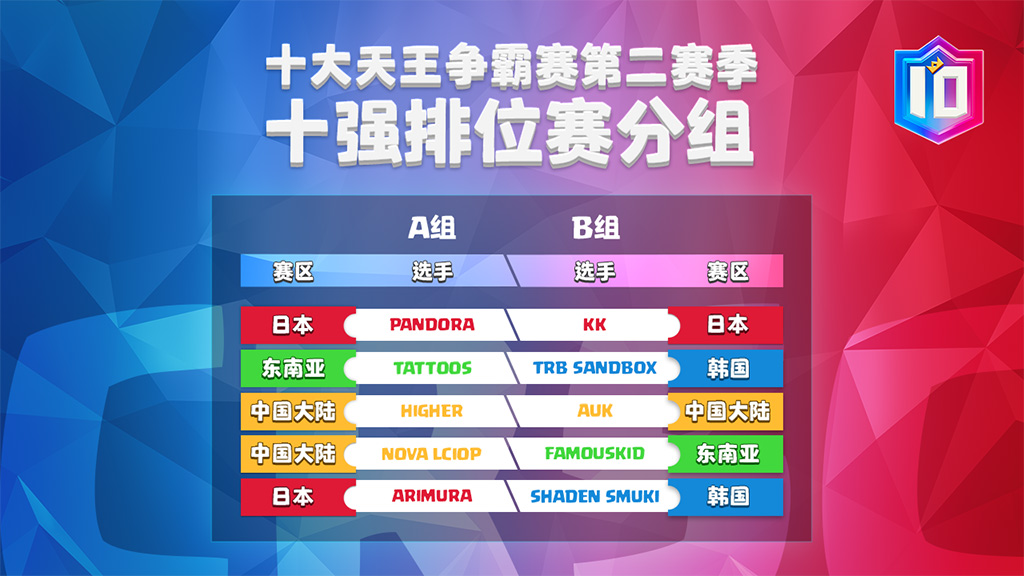 十大天王争霸赛第二赛季
十强排位赛分组
10
A组 B组
赛区 选手 选手 赛区
日本 PANDORA KK 日本
东南亚 TATTOOS TRB SANDBOX 韩国
中国大陆 HIGHER AUK 中国大陆
中国大陆 NOVA LCIOP FAMOUSKID 东南亚
日本 ARIMURA SHADEN SMUKI 韩国